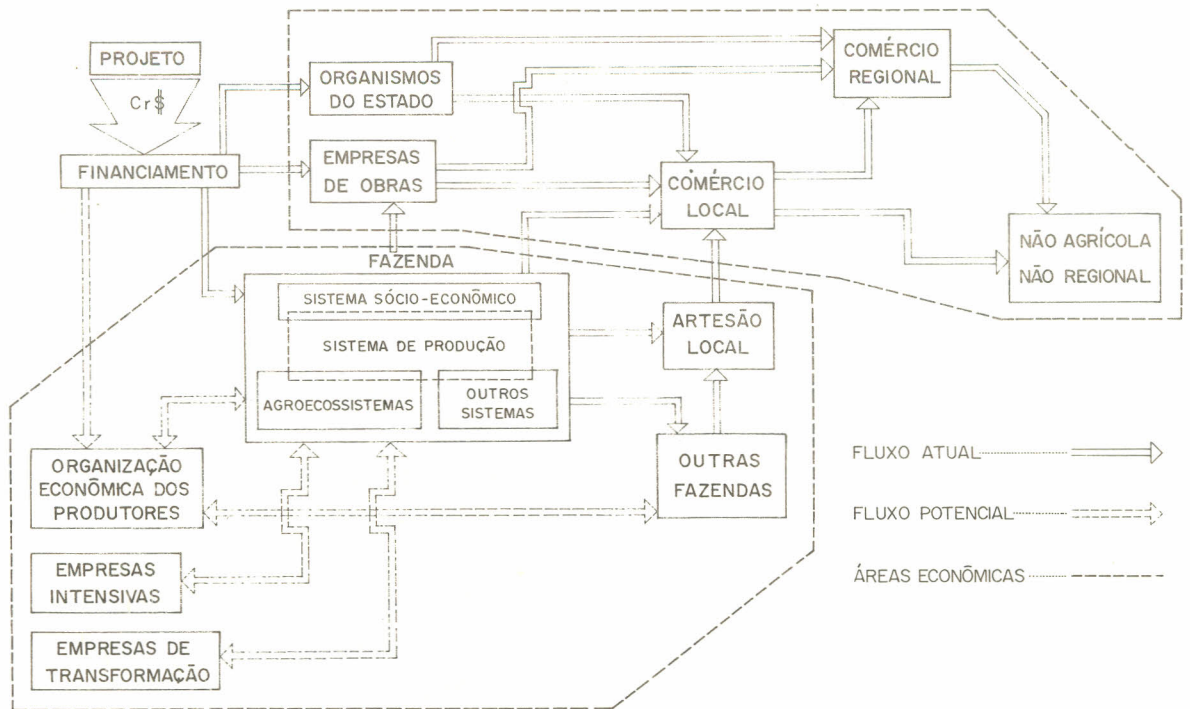 PROJETO
Cr$
FINANCIAMENTO
ORGANISMOS
DO ESTADO
EMPRESAS
DE OBRAS
COMÉRCIO
REGIONAL
COMÉRCIO
LOCAL
NÃO AGRÍCOLA
NÃO REGIONAL
FAZENDA
SISTEMA SÓCIO-ECONÔMICO
SISTEMA DE PRODUÇÃO
AGROECOSSISTEMAS
OUTROS
SISTEMAS
ARTESÃO
LOCAL
OUTRAS
FAZENDAS
ORGANIZAÇÃO
ECONÔMICA DOS
PRODUTORES
EMPRESAS
INTENSIVAS
EMPRESAS DE
TRANSFORMAÇÃO
FLUXO ATUAL
FLUXO POTENCIAL
ÁREAS ECONÔMICAS